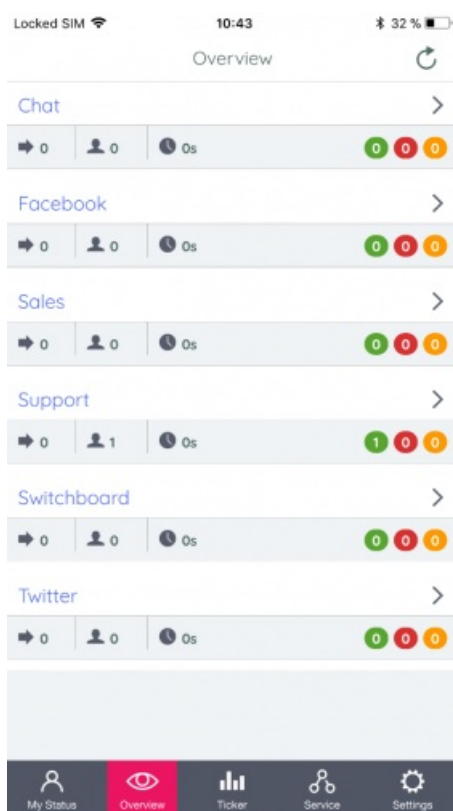 Locked SIM 10:43 32 %
Overview
Chat
0 0 0s 0 0 0
Facebook
0 0 0s 0 0 0
Sales
0 0 0s 0 0 0
Support
0 1 0s 1 0 0
Switchboard
0 0 0s 0 0 0
Twitter
0 0 0s 0 0 0
My Status Overview Ticker Service Settings